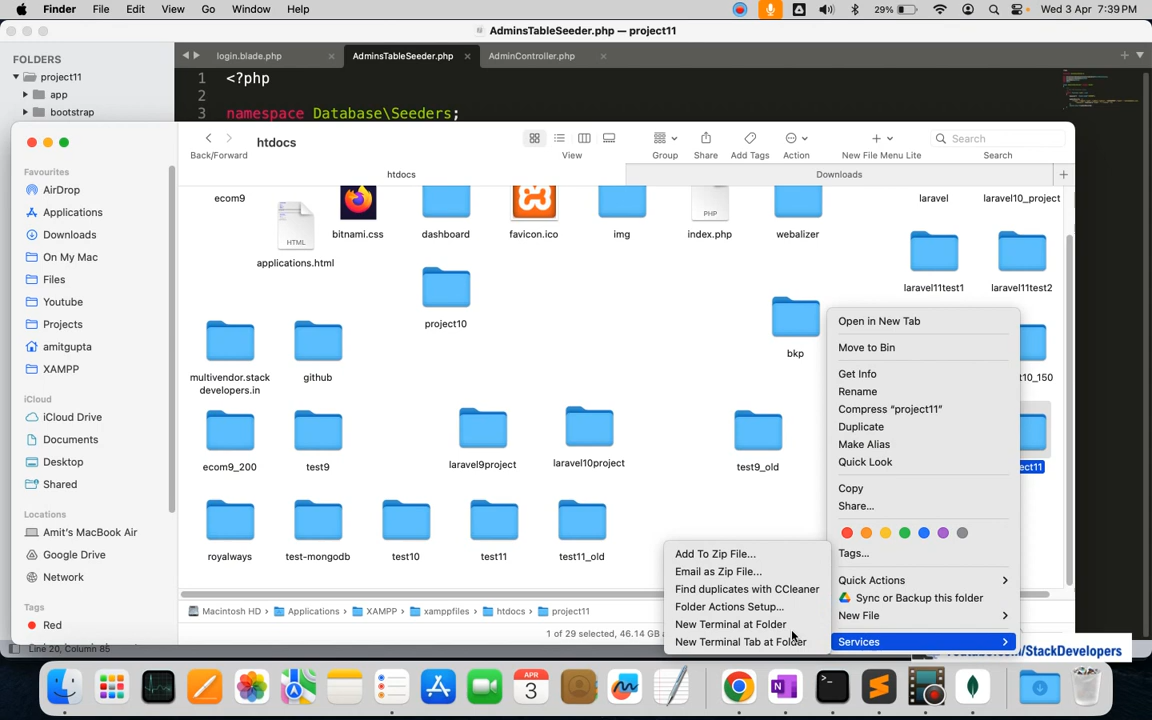 Finder File Edit View Go Window Help 29% Wed 3 Apr 7:39 PM
AdminsTableSeeder.php — project11
FOLDERS
project11
app
bootstrap
login.blade.php
AdminsTableSeeder.php
AdminController.php
1 <?php
2
3 namespace Database\Seeders;
Back/Forward
htdocs
View
Group
Share
Add Tags
Action
New File Menu Lite
Search
Search
htdocs
Downloads
Favourites
AirDrop
Applications
Downloads
On My Mac
Files
Youtube
Projects
amitgupta
XAMPP
iCloud
iCloud Drive
Documents
Desktop
Shared
Locations
Amit's MacBook Air
Google Drive
Network
Tags
Red
ecom9
HTML
applications.html
bitnami.css
dashboard
favicon.ico
img
PHP
index.php
webalizer
laravel
laravel10_project
laravel11test1
laravel11test2
project10
bkp
multivendor.stack
developers.in
github
t10_150
ecom9_200
test9
laravel9project
laravel10project
test9_old
ect11
royalways
test-mongodb
test10
test11
test11_old
Open in New Tab
Move to Bin
Get Info
Rename
Compress “project11”
Duplicate
Make Alias
Quick Look
Copy
Share...
Tags...
Quick Actions
Sync or Backup this folder
New File
Services
Add To Zip File...
Email as Zip File...
Find duplicates with CCleaner
Folder Actions Setup...
New Terminal at Folder
New Terminal Tab at Folder
Macintosh HD Applications XAMPP xamppfiles htdocs project11
1 of 29 selected, 46.14 GB
Line 20, Column 85
Youtube.com/StackDevelopers
APR
3